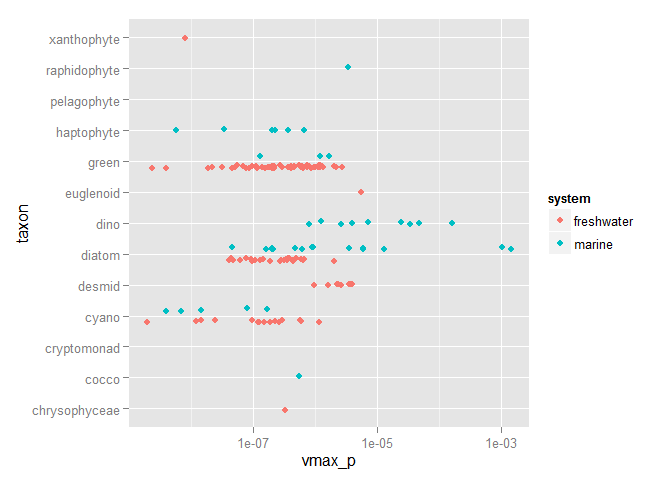 xanthophyte
raphidophyte
pelagophyte
haptophyte
green
euglenoid
dino
diatom
desmid
cyano
cryptomonad
cocco
chrysophyceae
taxon
1e-07
1e-05
1e-03
vmax_p
system
freshwater
marine